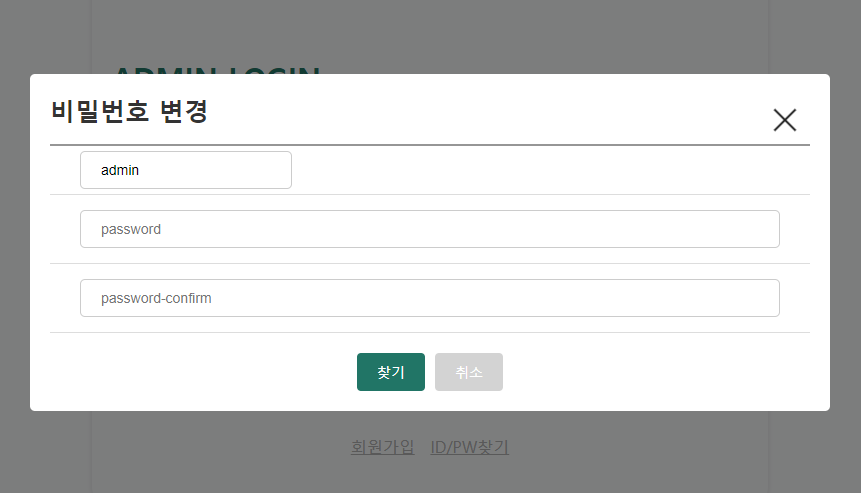 ADMIN LOGIN
비밀번호 변경
admin
password
password-confirm
찾기 취소
회원가입 ID/PW찾기